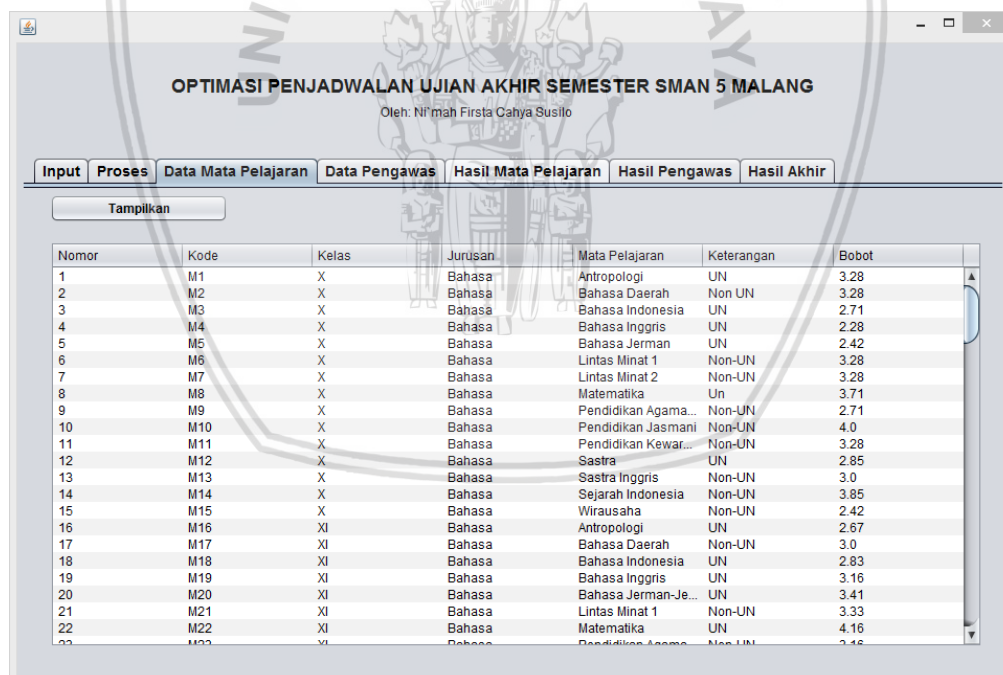 UNI AYA
OPTIMASI PENJADWALAN UJIAN AKHIR SEMESTER SMAN 5 MALANG
Oleh: Ni`mah Firsta Cahya Susilo
Input Proses Data Mata Pelajaran Data Pengawas Hasil Mata Pelajaran Hasil Pengawas Hasil Akhir
Tampilkan
Nomor Kode Kelas Jurusan Mata Pelajaran Keterangan Bobot
1 M1 X Bahasa Antropologi UN 3.28
2 M2 X Bahasa Bahasa Daerah Non UN 3.28
3 M3 X Bahasa Bahasa Indonesia UN 2.71
4 M4 X Bahasa Bahasa Inggris UN 2.28
5 M5 X Bahasa Bahasa Jerman UN 2.42
6 M6 X Bahasa Lintas Minat 1 Non-UN 3.28
7 M7 X Bahasa Lintas Minat 2 Non-UN 3.28
8 M8 X Bahasa Matematika Un 3.71
9 M9 X Bahasa Pendidikan Agama... Non-UN 2.71
10 M10 X Bahasa Pendidikan Jasmani Non-UN 4.0
11 M11 X Bahasa Pendidikan Kewar... Non-UN 3.28
12 M12 X Bahasa Sastra UN 2.85
13 M13 X Bahasa Sastra Inggris Non-UN 3.0
14 M14 X Bahasa Sejarah Indonesia Non-UN 3.85
15 M15 X Bahasa Wirausaha Non-UN 2.42
16 M16 XI Bahasa Antropologi UN 2.67
17 M17 XI Bahasa Bahasa Daerah Non-UN 3.0
18 M18 XI Bahasa Bahasa Indonesia UN 2.83
19 M19 XI Bahasa Bahasa Inggris UN 3.16
20 M20 XI Bahasa Bahasa Jerman-Je... UN 3.41
21 M21 XI Bahasa Lintas Minat 1 Non-UN 3.33
22 M22 XI Bahasa Matematika UN 4.16